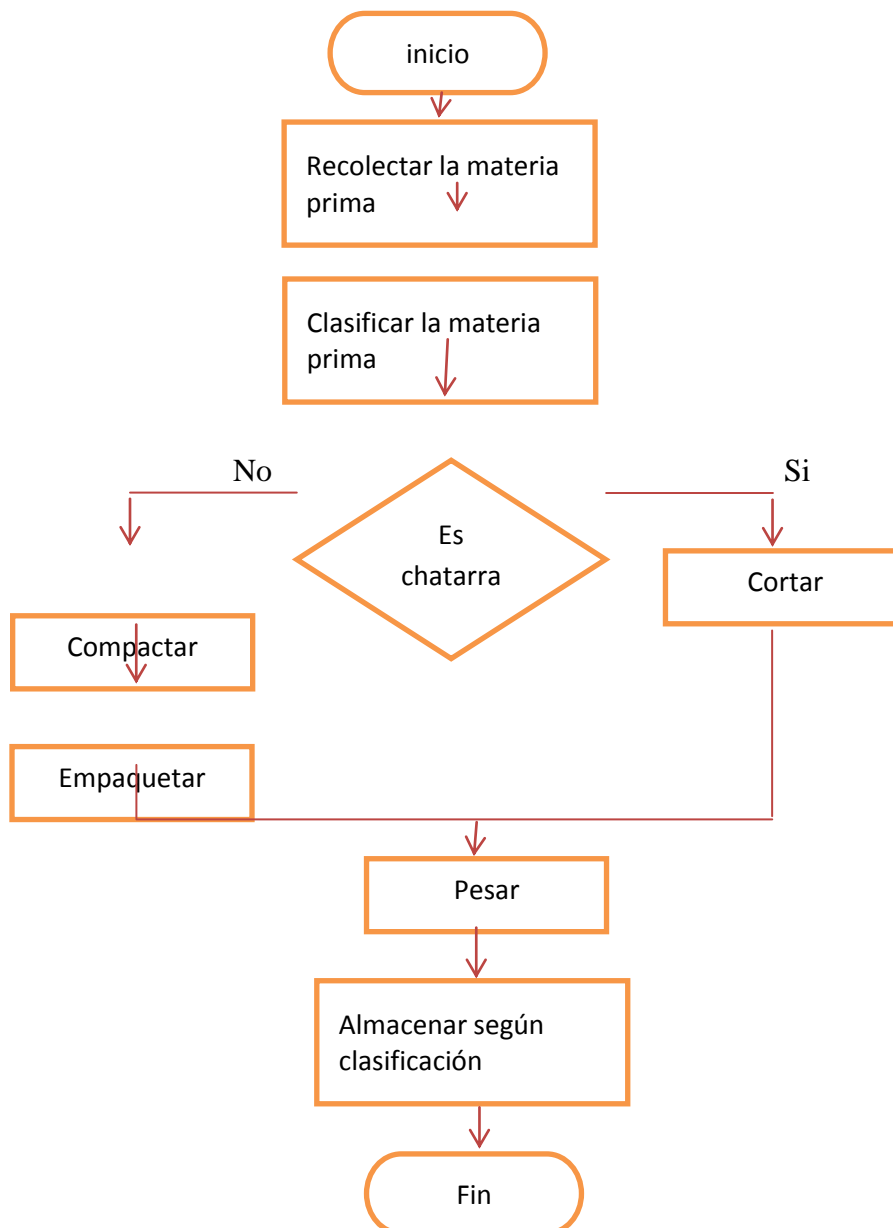 inicio
Recolectar la materia
prima
Clasificar la materia
prima
No
Si
Es
chatarra
Cortar
Compactar
Empaquetar
Pesar
Almacenar según
clasificación
Fin